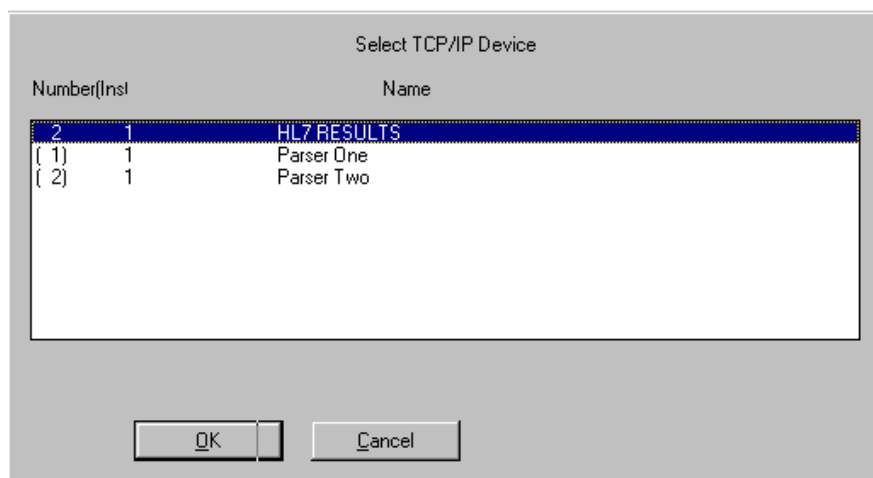 Select TCP/IP Device
Number(Inst Name
2 1 HL7 RESULTS
( 1) 1 Parser One
( 2) 1 Parser Two
OK Cancel